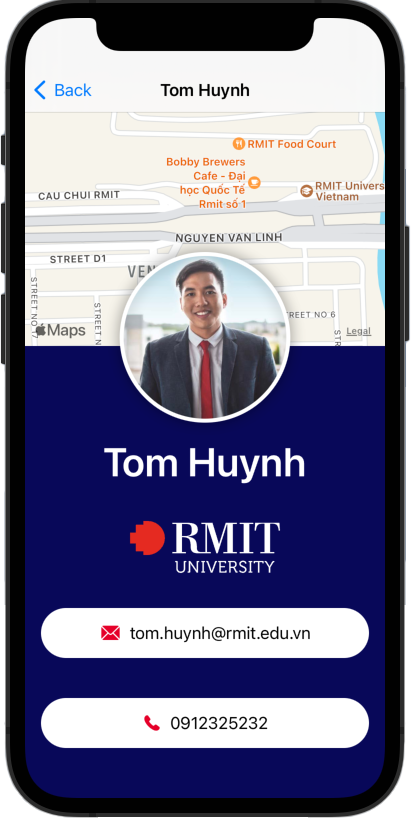 Back
Tom Huynh
RMIT Food Court
Bobby Brewers
Cafe - Đại
học Quốc Tế
Rmit số 1
RMIT Univers
Vietnam
CAU CHUI RMIT
NGUYEN VAN LINH
STREET D1
VEN
STREET NO 17
STREET N
REET NO 6
STR
Maps
Legal
Tom Huynh
RMIT
UNIVERSITY
tom.huynh@rmit.edu.vn
0912325232